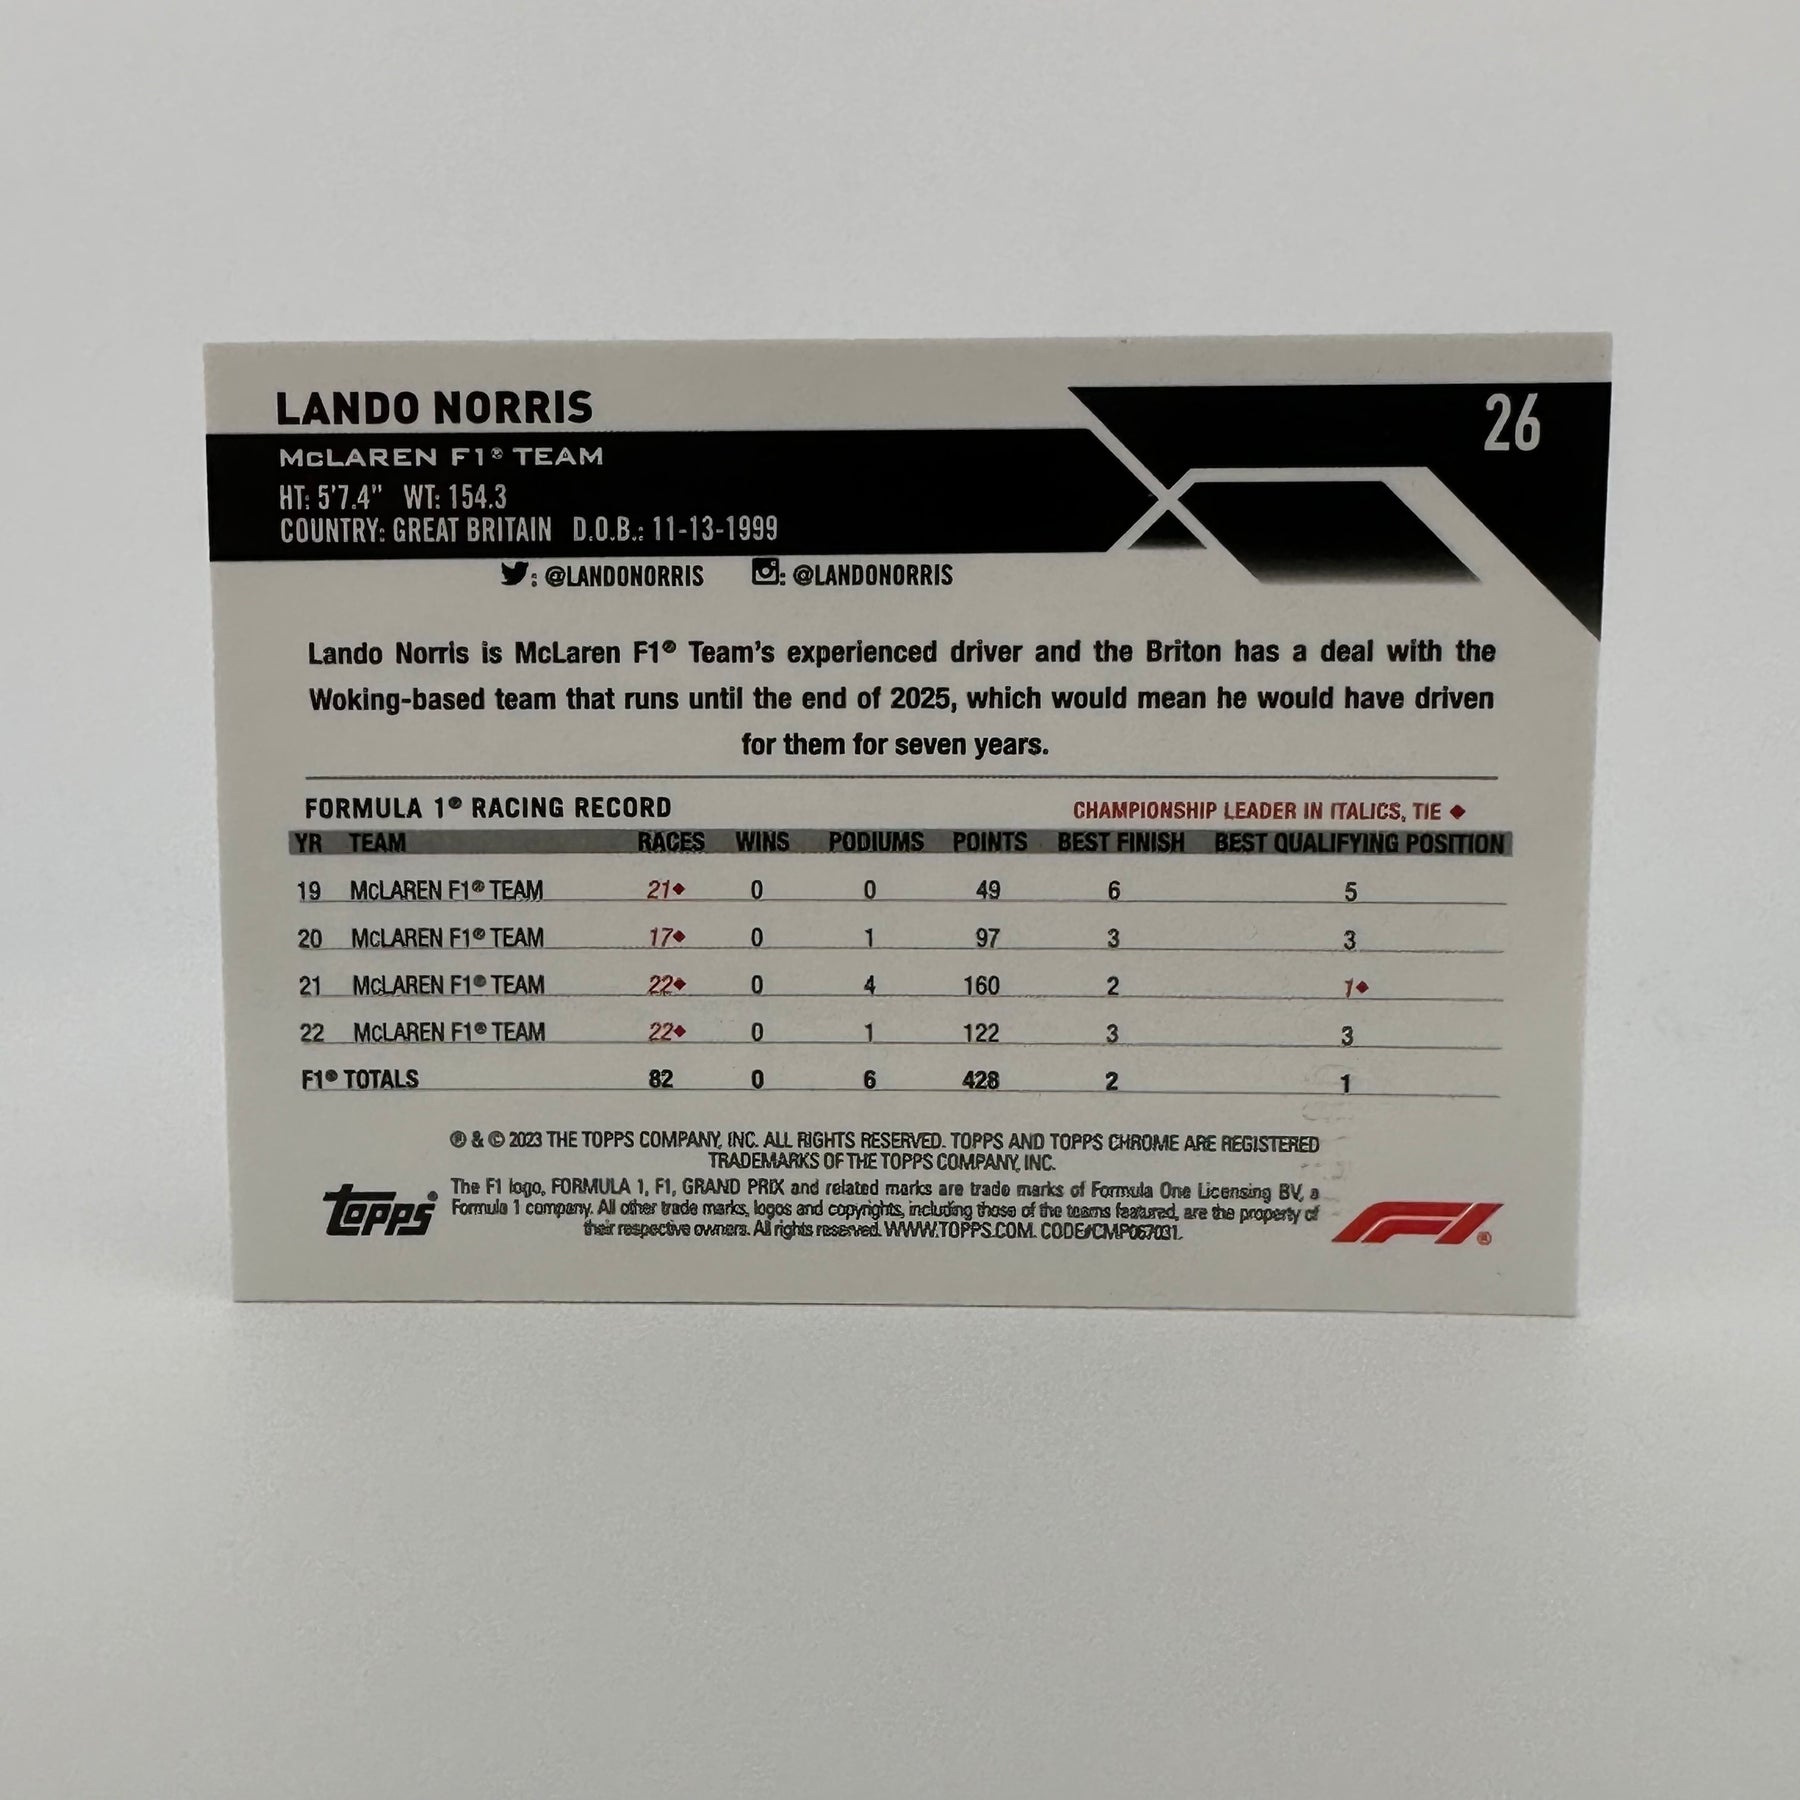 LANDO NORRIS
26
McLAREN F1® TEAM
HT: 5'7.4" WT: 154.3
COUNTRY: GREAT BRITAIN D.O.B.: 11-13-1999
: @LANDONORRIS : @LANDONORRIS
Lando Norris is McLaren F1® Team's experienced driver and the Briton has a deal with the
Woking-based team that runs until the end of 2025, which would mean he would have driven
for them for seven years.
FORMULA 1® RACING RECORD CHAMPIONSHIP LEADER IN ITALICS, TIE ◆
YR TEAM RACES WINS PODIUMS POINTS BEST FINISH BEST QUALIFYING POSITION
19 McLAREN F1® TEAM 21◆ 0 0 49 6 5
20 McLAREN F1® TEAM 17◆ 0 1 97 3 3
21 McLAREN F1® TEAM 22◆ 0 4 160 2 1◆
22 McLAREN F1® TEAM 22◆ 0 1 122 3 3
F1® TOTALS 82 0 6 428 2 1
® & © 2023 THE TOPPS COMPANY, INC. ALL RIGHTS RESERVED. TOPPS AND TOPPS CHROME ARE REGISTERED
TRADEMARKS OF THE TOPPS COMPANY, INC.
The F1 logo, FORMULA 1, F1, GRAND PRIX and related marks are trade marks of Formula One Licensing BV, a
Formula 1 company. All other trade marks, logos and copyrights, including those of the teams featured, are the property of
their respective owners. All rights reserved. WWW.TOPPS.COM. CODE#CMP067031.
topps®
F1®